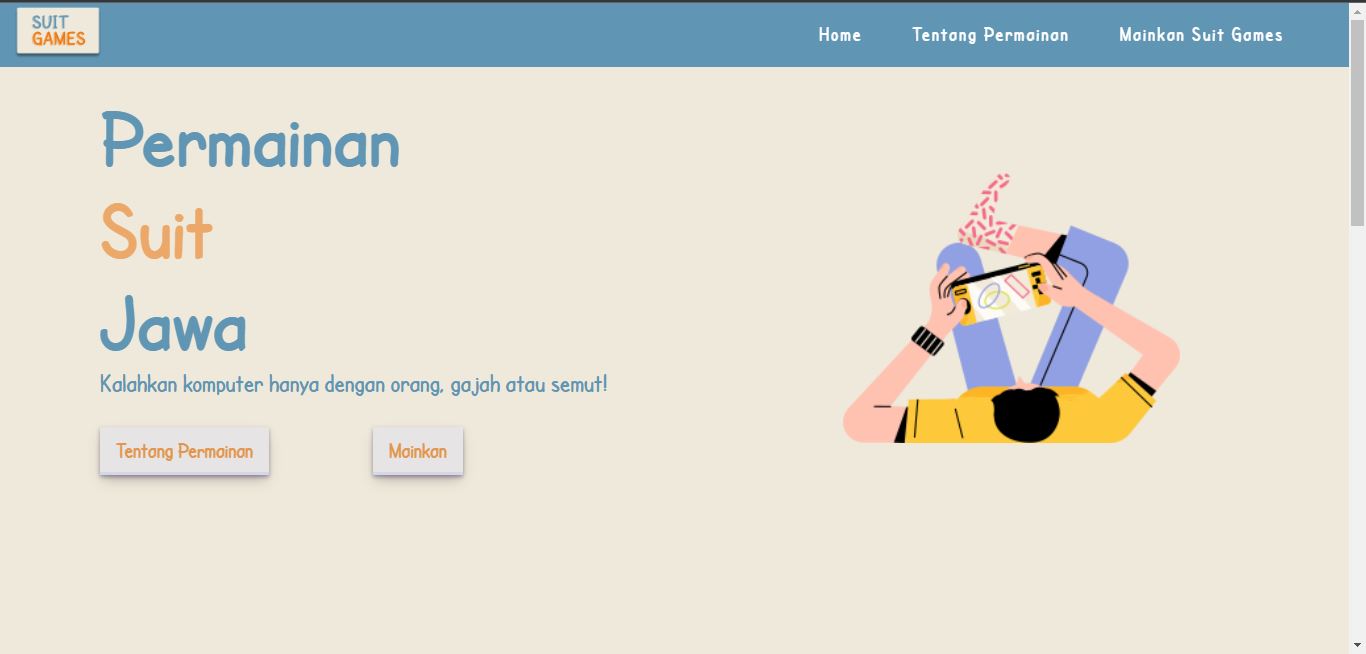 SUIT
GAMES
Home
Tentang Permainan
Mainkan Suit Games
Permainan
Suit
Jawa
Kalahkan komputer hanya dengan orang, gajah atau semut!
Tentang Permainan
Mainkan